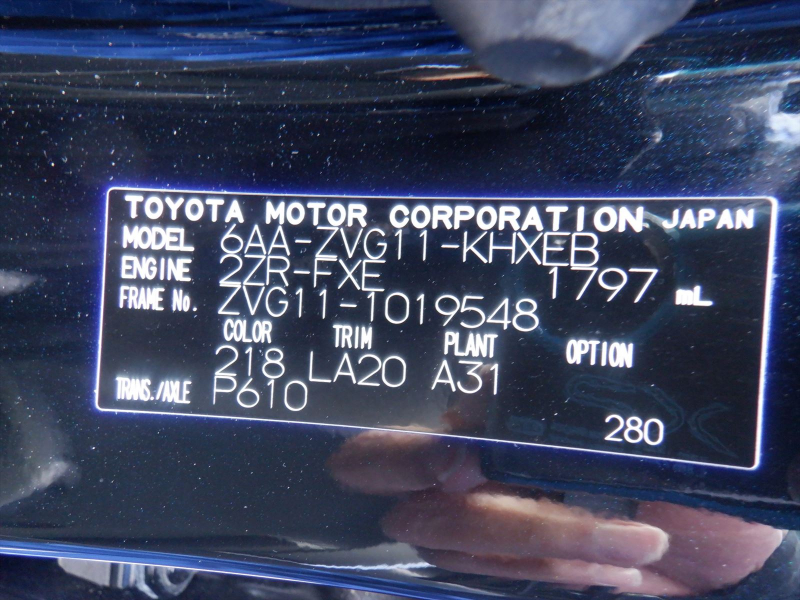 TOYOTA MOTOR CORPORATION JAPAN
MODEL 6AA-ZVG11-KHXEB
ENGINE 2ZR-FXE 1797 mL
FRAME No. ZVG11-1019548
COLOR TRIM PLANT OPTION
218 LA20 A31
TRANS./AXLE P610
280